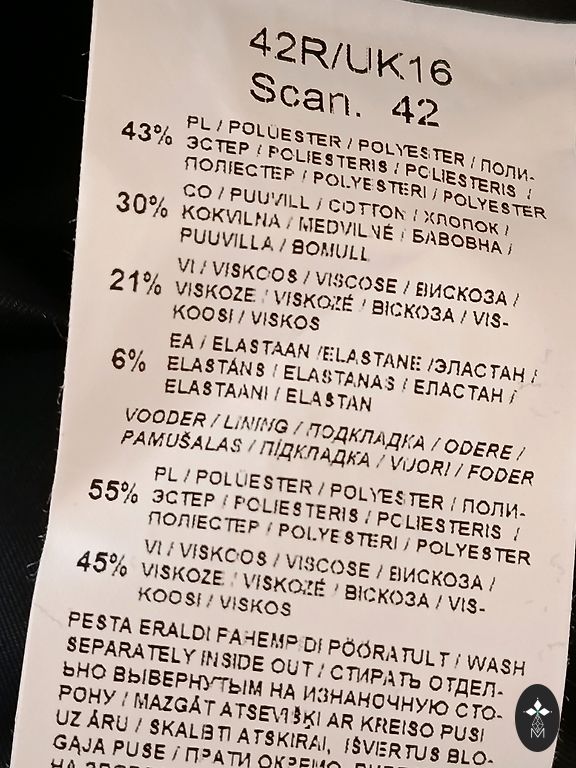 42R/UK16
Scan. 42
43% PL / POLÜESTER / POLYESTER / ПОЛИ-
ЭСТЕР / POLIESTERIS / POLIESTERIS /
ПОЛІЕСТЕР / POLYESTERI / POLYESTER
30% CO / PUUVILL / COTTON / ХЛОПОК /
KOKVILNA / MEDVILNĖ / БАВОВНА /
PUUVILLA / BOMULL
21% VI / VISKOOS / VISCOSE / ВИСКОЗА /
VISKOZE / VISKOZĖ / ВІСКОЗА / VIS-
KOOSI / VISKOS
6% EA / ELASTAAN /ELASTANE /ЭЛАСТАН /
ELASTĀNS / ELASTANAS / ЕЛАСТАН /
ELASTAANI / ELASTAN
VOODER / LINING / ПОДКЛАДКА / ODERE /
PAMUŠALAS / ПІДКЛАДКА / VUORI / FODER
55% PL / POLÜESTER / POLYESTER / ПОЛИ-
ЭСТЕР / POLIESTERIS / POLIESTERIS /
ПОЛІЕСТЕР / POLYESTERI / POLYESTER
45% VI / VISKOOS / VISCOSE / ВИСКОЗА /
VISKOZE / VISKOZĖ / ВІСКОЗА / VIS-
KOOSI / VISKOS
PESTA ERALDI PAHEMPIDI PÖÖRATULT / WASH
SEPARATELY INSIDE OUT / СТИРАТЬ ОТДЕЛ-
ЬНО ВЫВЕРНУТЫМ НА ИЗНАНОЧНУЮ СТО-
РОНУ / MAZGĀT ATSEVIŠĶI AR KREISO PUSI
UZ ĀRU / SKALBTI ATSKIRAI, IŠVERTUS BLO-
GĄJA PUSE / ПРАТИ ОКРЕМО,
M